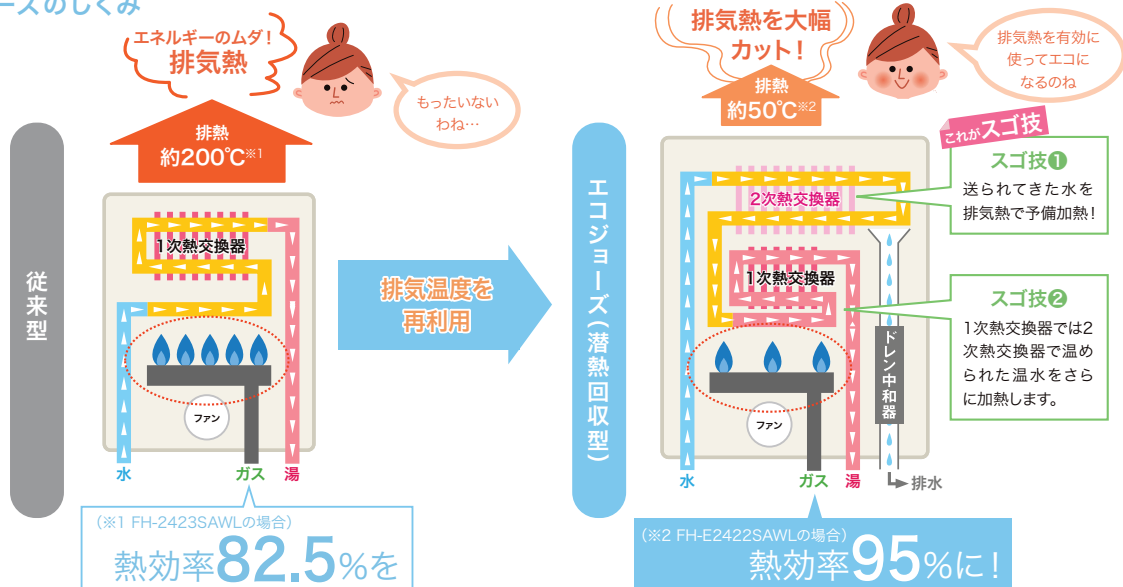 ーズのしくみ
エネルギーのムダ!
排気熱
もったいない
わね…
排熱
約200℃※1
従来型
1次熱交換器
ファン
水
ガス
湯
(※1 FH-2423SAWLの場合)
熱効率82.5%を
排気温度を
再利用
排気熱を大幅
カット!
排気熱を有効に
使ってエコに
なるのね
排熱
約50℃※2
エコジョーズ(潜熱回収型)
2次熱交換器
1次熱交換器
ファン
ドレン中和器
水
ガス
湯
排水
これがスゴ技
スゴ技❶
送られてきた水を
排気熱で予備加熱!
スゴ技❷
1次熱交換器では2
次熱交換器で温め
られた温水をさら
に加熱します。
(※2 FH-E2422SAWLの場合)
熱効率95%に!